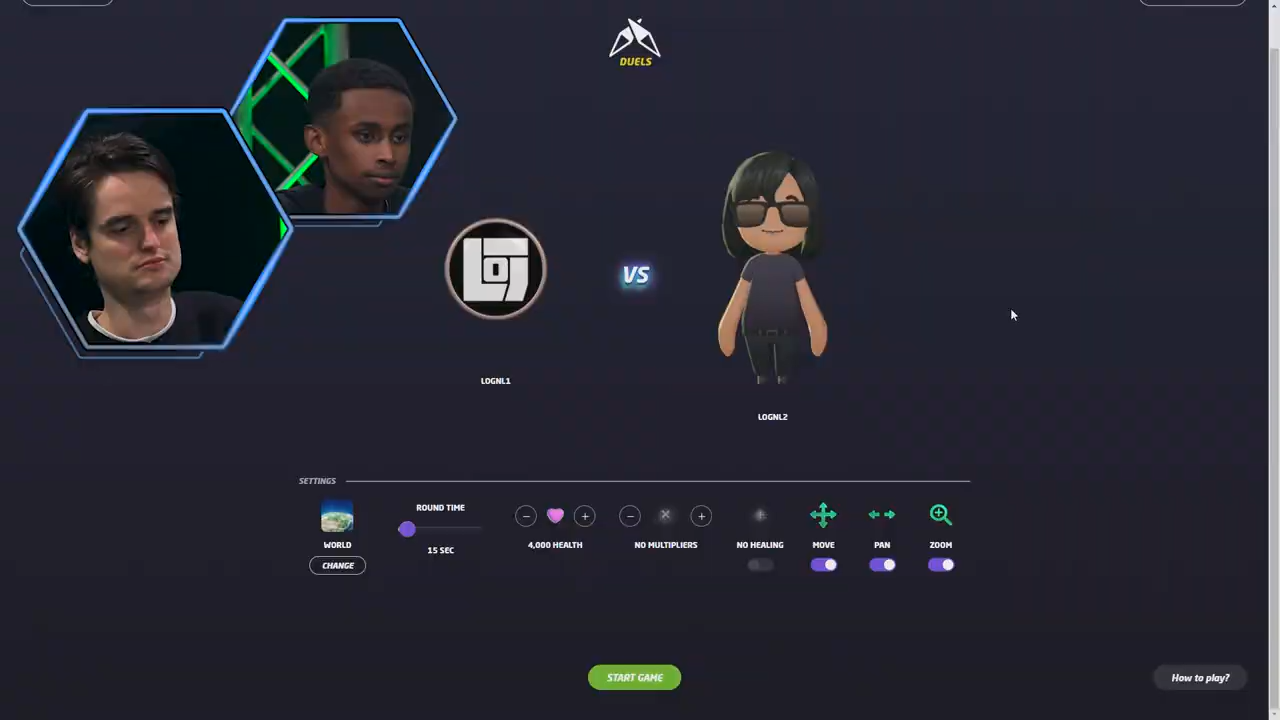 DUELS
LOG
VS
LOGNL1
LOGNL2
SETTINGS
ROUND TIME
15 SEC
WORLD
CHANGE
4,000 HEALTH
NO MULTIPLIERS
NO HEALING
MOVE
PAN
ZOOM
START GAME
How to play?